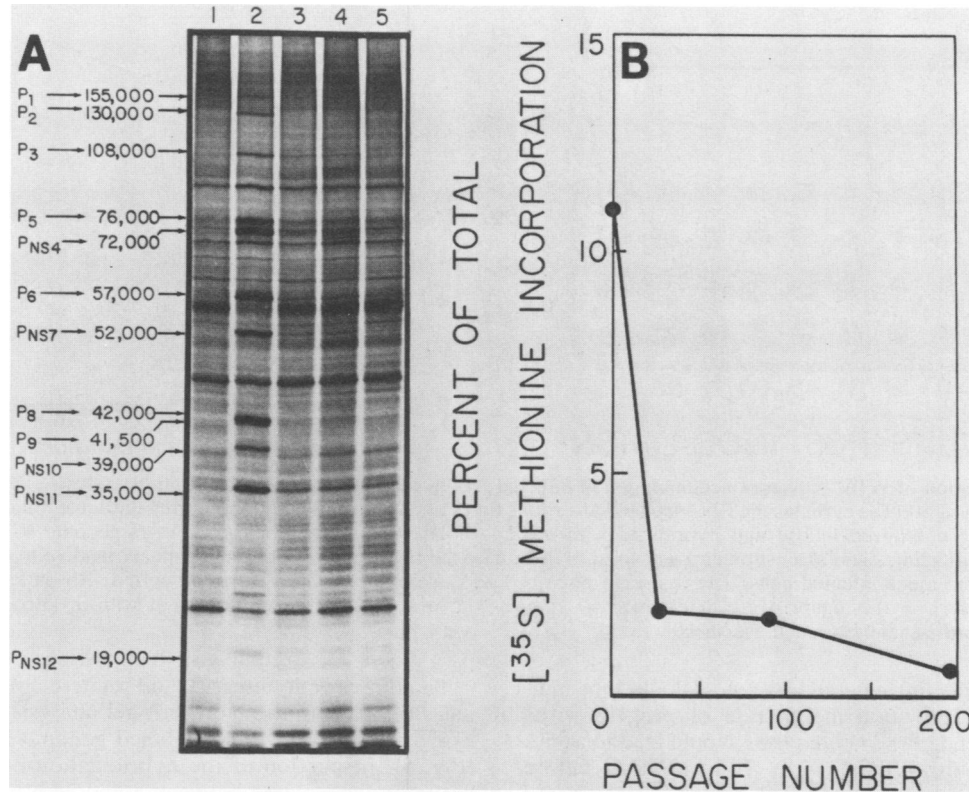 A
1 2 3 4 5
P1 → 155,000
P2 → 130,000
P3 → 108,000
P5 → 76,000
PNS4 → 72,000
P6 → 57,000
PNS7 → 52,000
P8 → 42,000
P9 → 41,500
PNS10 → 39,000
PNS11 → 35,000
PNS12 → 19,000
PERCENT OF TOTAL
[35S] METHIONINE INCORPORATION
B
15
10
5
0 100 200
PASSAGE NUMBER